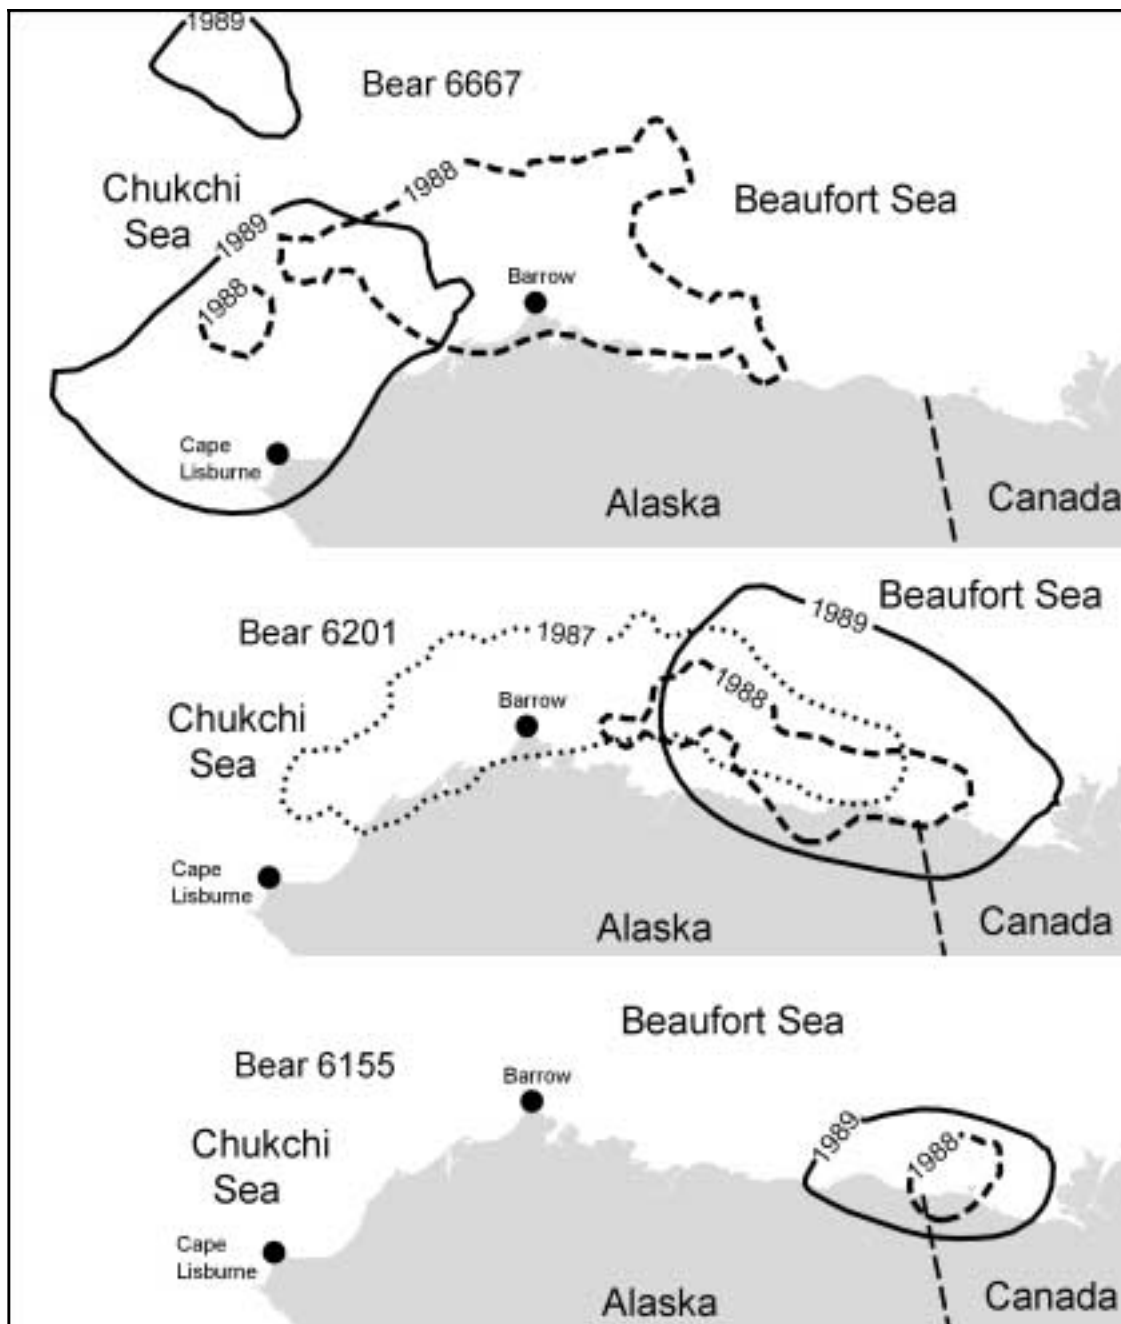 1989
Bear 6667
Chukchi
Sea
1988
Beaufort Sea
1989
1988
Barrow
Cape
Lisburne
Alaska
Canada
Beaufort Sea
1989
Bear 6201
1987
1988
Chukchi
Sea
Barrow
Cape
Lisburne
Alaska
Canada
Beaufort Sea
Bear 6155
Barrow
Chukchi
Sea
1989
1988
Cape
Lisburne
Alaska
Canada